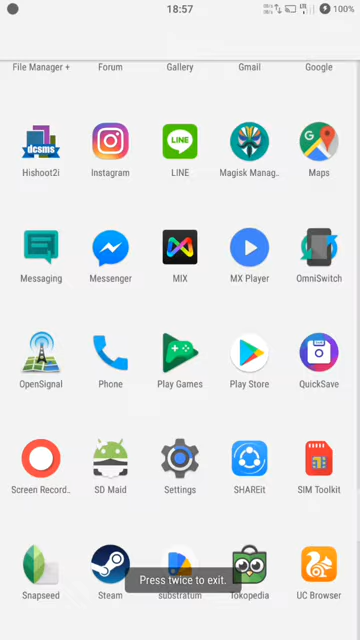 18:57
100%
File Manager + Forum Gallery Gmail Google
dcsms
LINE
Hishoot2i Instagram LINE Magisk Manag.. Maps
Messaging Messenger MIX MX Player OmniSwitch
OpenSignal Phone Play Games Play Store QuickSave
Screen Record.. SD Maid Settings SHAREit SIM Toolkit
Press twice to exit.
Snapseed Steam substratum Tokopedia UC Browser